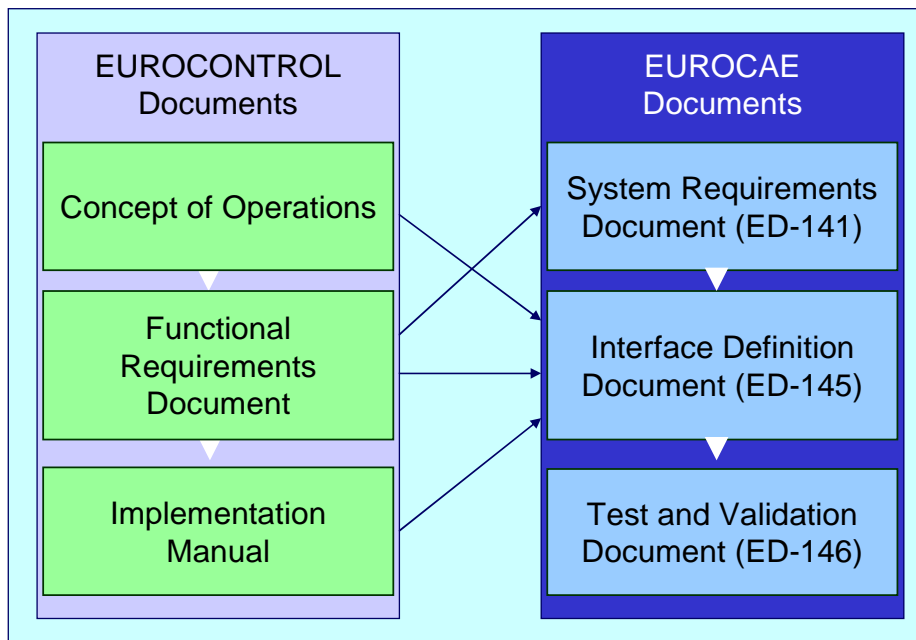 EUROCONTROL
Documents
Concept of Operations
Functional
Requirements
Document
Implementation
Manual
EUROCAE
Documents
System Requirements
Document (ED-141)
Interface Definition
Document (ED-145)
Test and Validation
Document (ED-146)